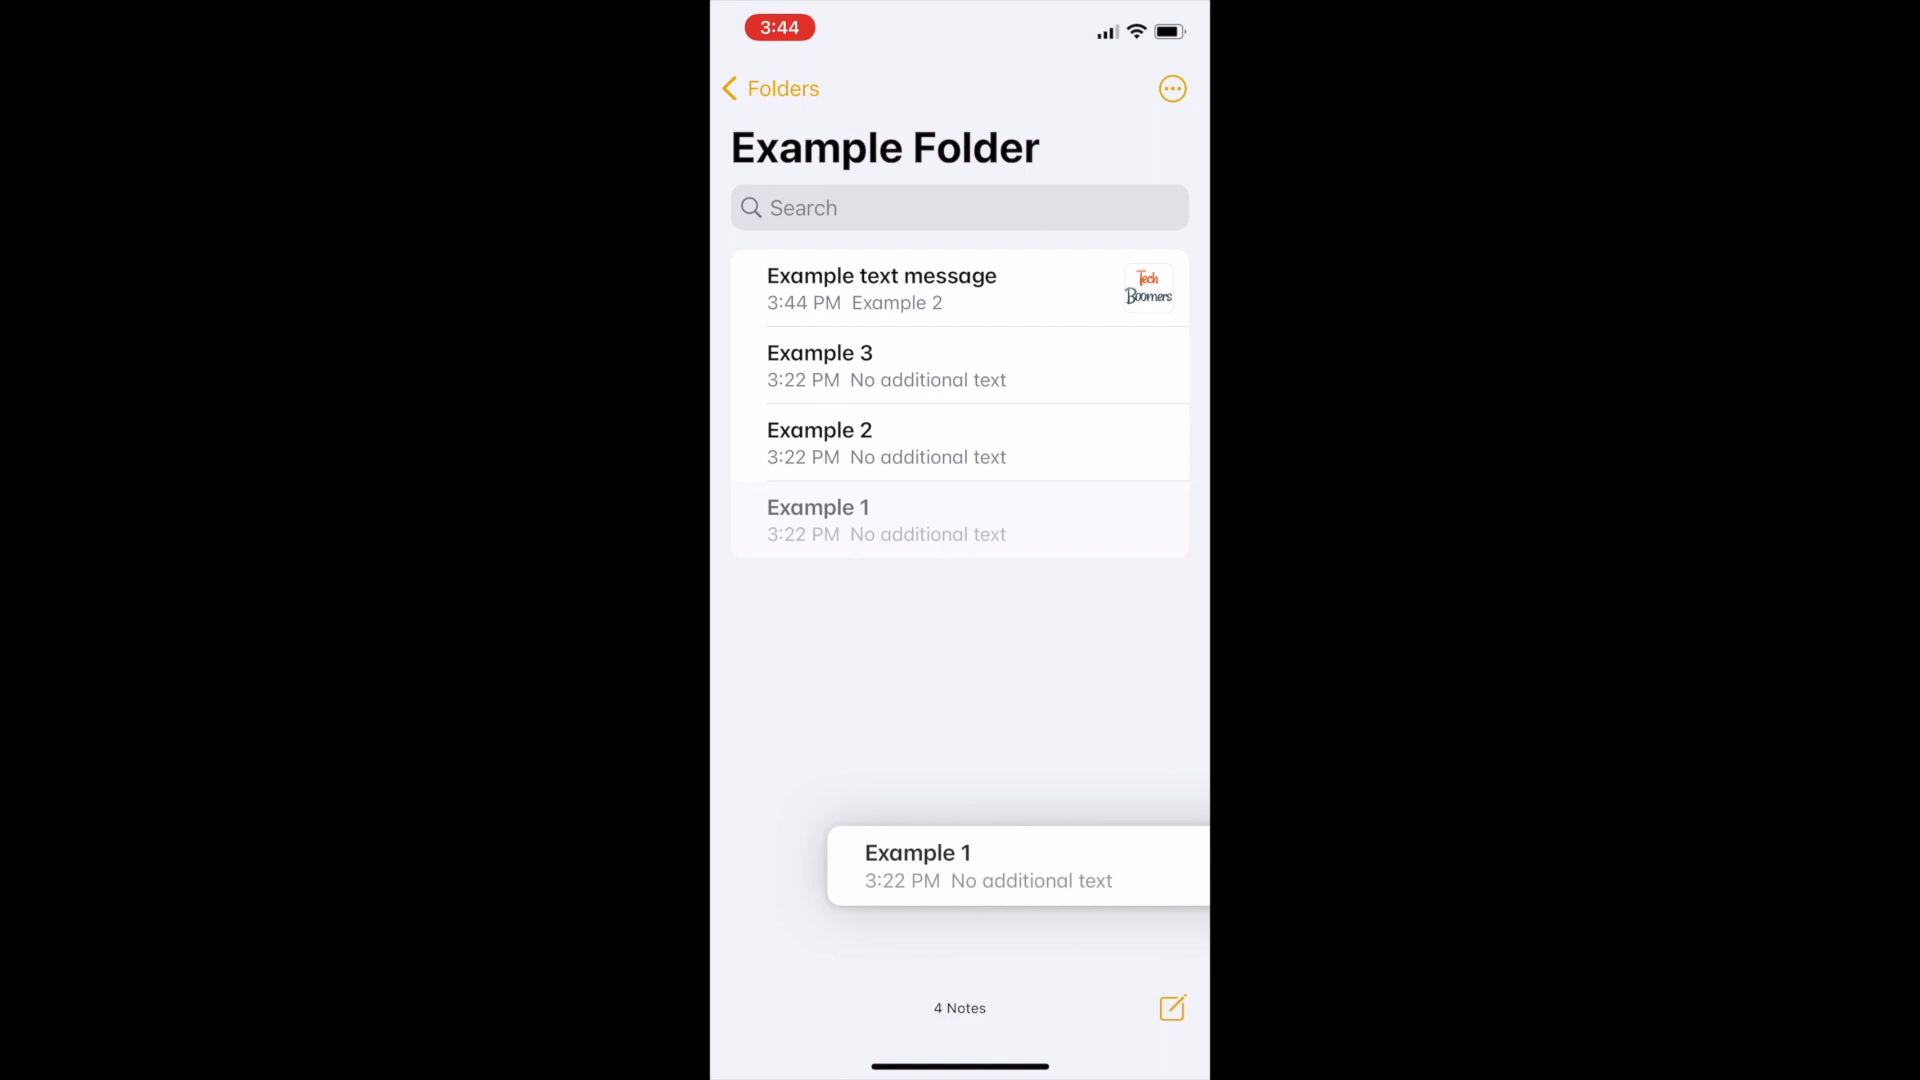 3:44
Folders
Example Folder
Search
Example text message
3:44 PM Example 2
Tech
Boomers
Example 3
3:22 PM No additional text
Example 2
3:22 PM No additional text
Example 1
3:22 PM No additional text
Example 1
3:22 PM No additional text
4 Notes